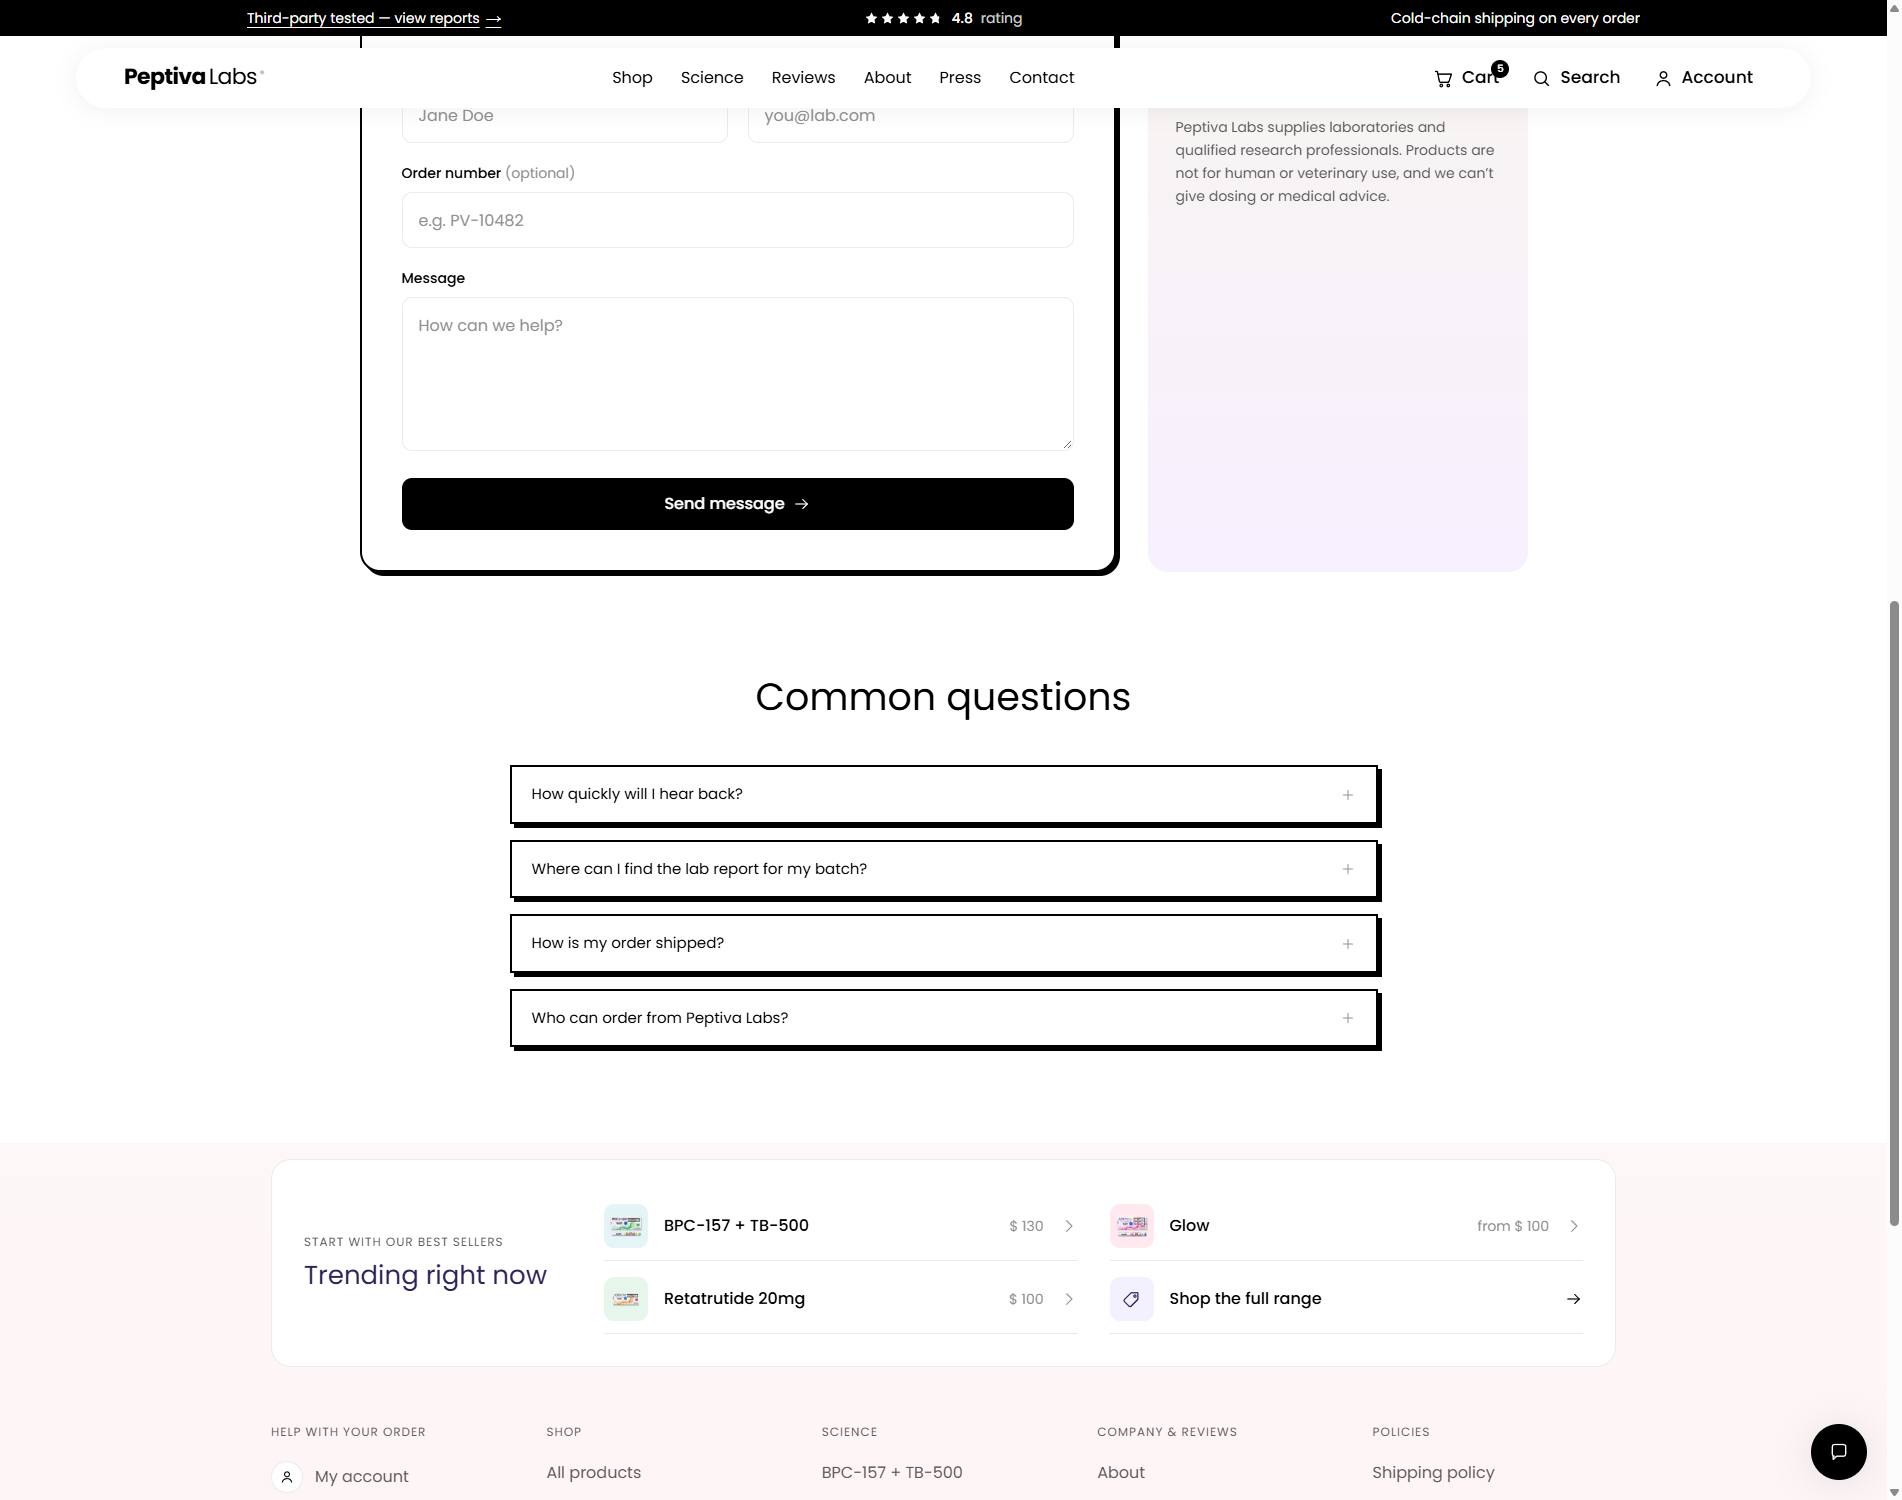 Third-party tested — view reports →
4.8 rating
Cold-chain shipping on every order
Peptiva Labs
Shop
Science
Reviews
About
Press
Contact
Cart
5
Search
Account
Jane Doe
you@lab.com
Order number (optional)
e.g. PV-10482
Message
How can we help?
Send message →
Peptiva Labs supplies laboratories and
qualified research professionals. Products are
not for human or veterinary use, and we can’t
give dosing or medical advice.
Common questions
How quickly will I hear back?
Where can I find the lab report for my batch?
How is my order shipped?
Who can order from Peptiva Labs?
START WITH OUR BEST SELLERS
Trending right now
BPC-157 + TB-500
$ 130
Glow
from $ 100
Retatrutide 20mg
$ 100
Shop the full range
HELP WITH YOUR ORDER
My account
SHOP
All products
SCIENCE
BPC-157 + TB-500
COMPANY & REVIEWS
About
POLICIES
Shipping policy